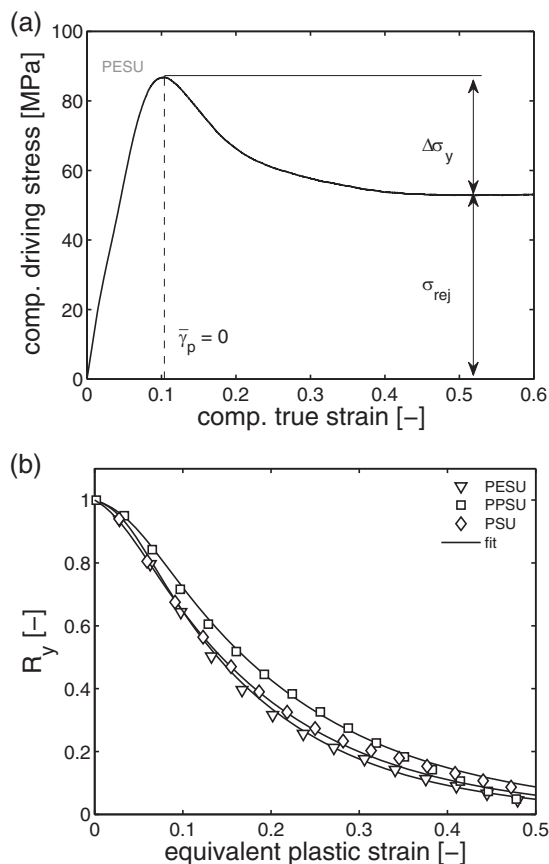 (a)
100
80
60
40
20
0
comp. driving stress [MPa]
PESU
Δσy
σrej
γ̄p = 0
0 0.1 0.2 0.3 0.4 0.5 0.6
comp. true strain [−]
(b)
1
0.8
0.6
0.4
0.2
0
Ry [−]
PESU
PPSU
PSU
fit
0 0.1 0.2 0.3 0.4 0.5
equivalent plastic strain [−]